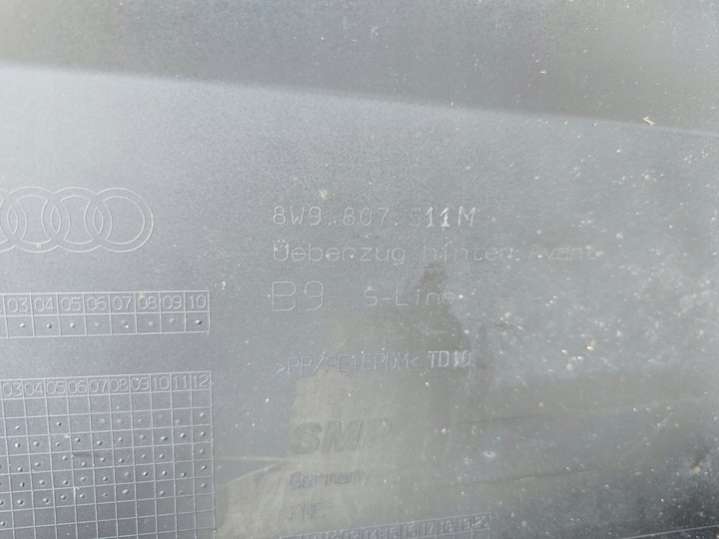 8W9.807.511M
Ueberzug hinten Avant
B9 S-Line
TD10
03 04 05 06 07 08 09 10
03 04 05 06 07 08 09 10 11 12
SMP
Germany